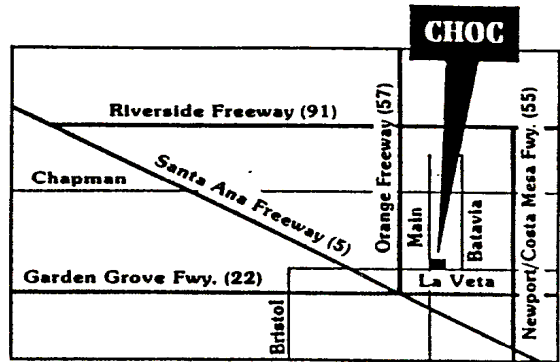 CHOC
Riverside Freeway (91)
Orange Freeway (57)
Newport/Costa Mesa Fwy. (55)
Santa Ana Freeway (5)
Chapman
Main
Batavia
Garden Grove Fwy. (22)
La Veta
Bristol